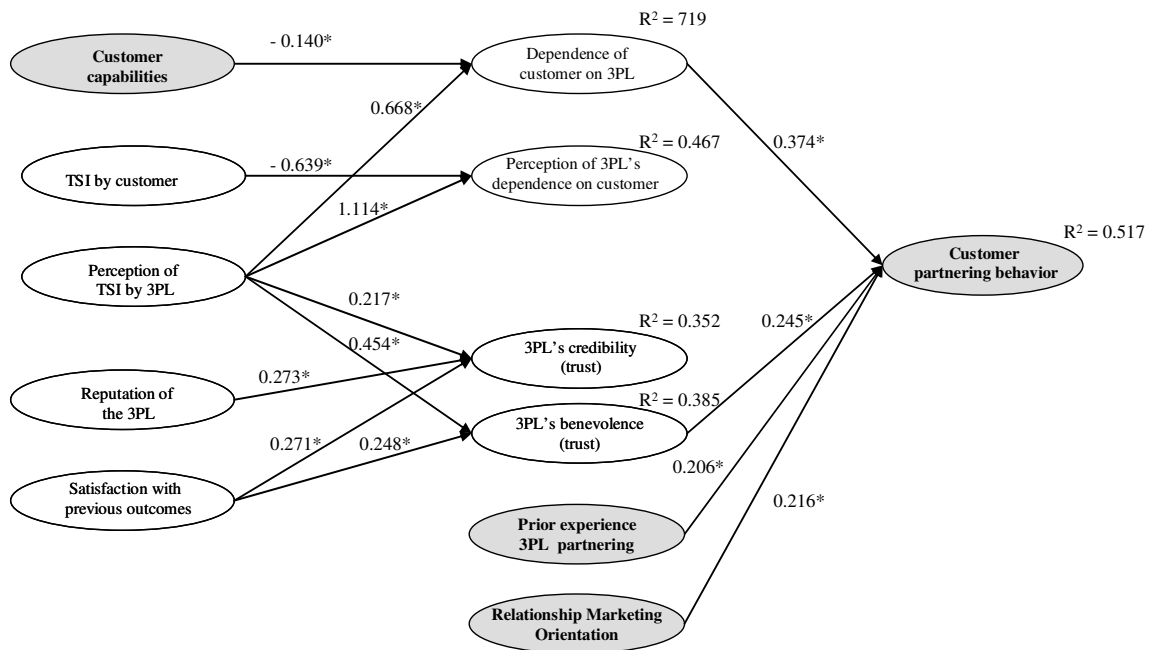 R² = 719
- 0.140*
Customer
capabilities
Dependence of
customer on 3PL
0.668*
R² = 0.467
0.374*
- 0.639*
TSI by customer
Perception of 3PL's
dependence on customer
1.114*
R² = 0.517
Customer
partnering behavior
Perception of
TSI by 3PL
0.217*
R² = 0.352
0.245*
0.454*
3PL's credibility
(trust)
0.273*
Reputation of
the 3PL
R² = 0.385
3PL's benevolence
(trust)
0.271*
0.248*
0.206*
Satisfaction with
previous outcomes
0.216*
Prior experience
3PL partnering
Relationship Marketing
Orientation